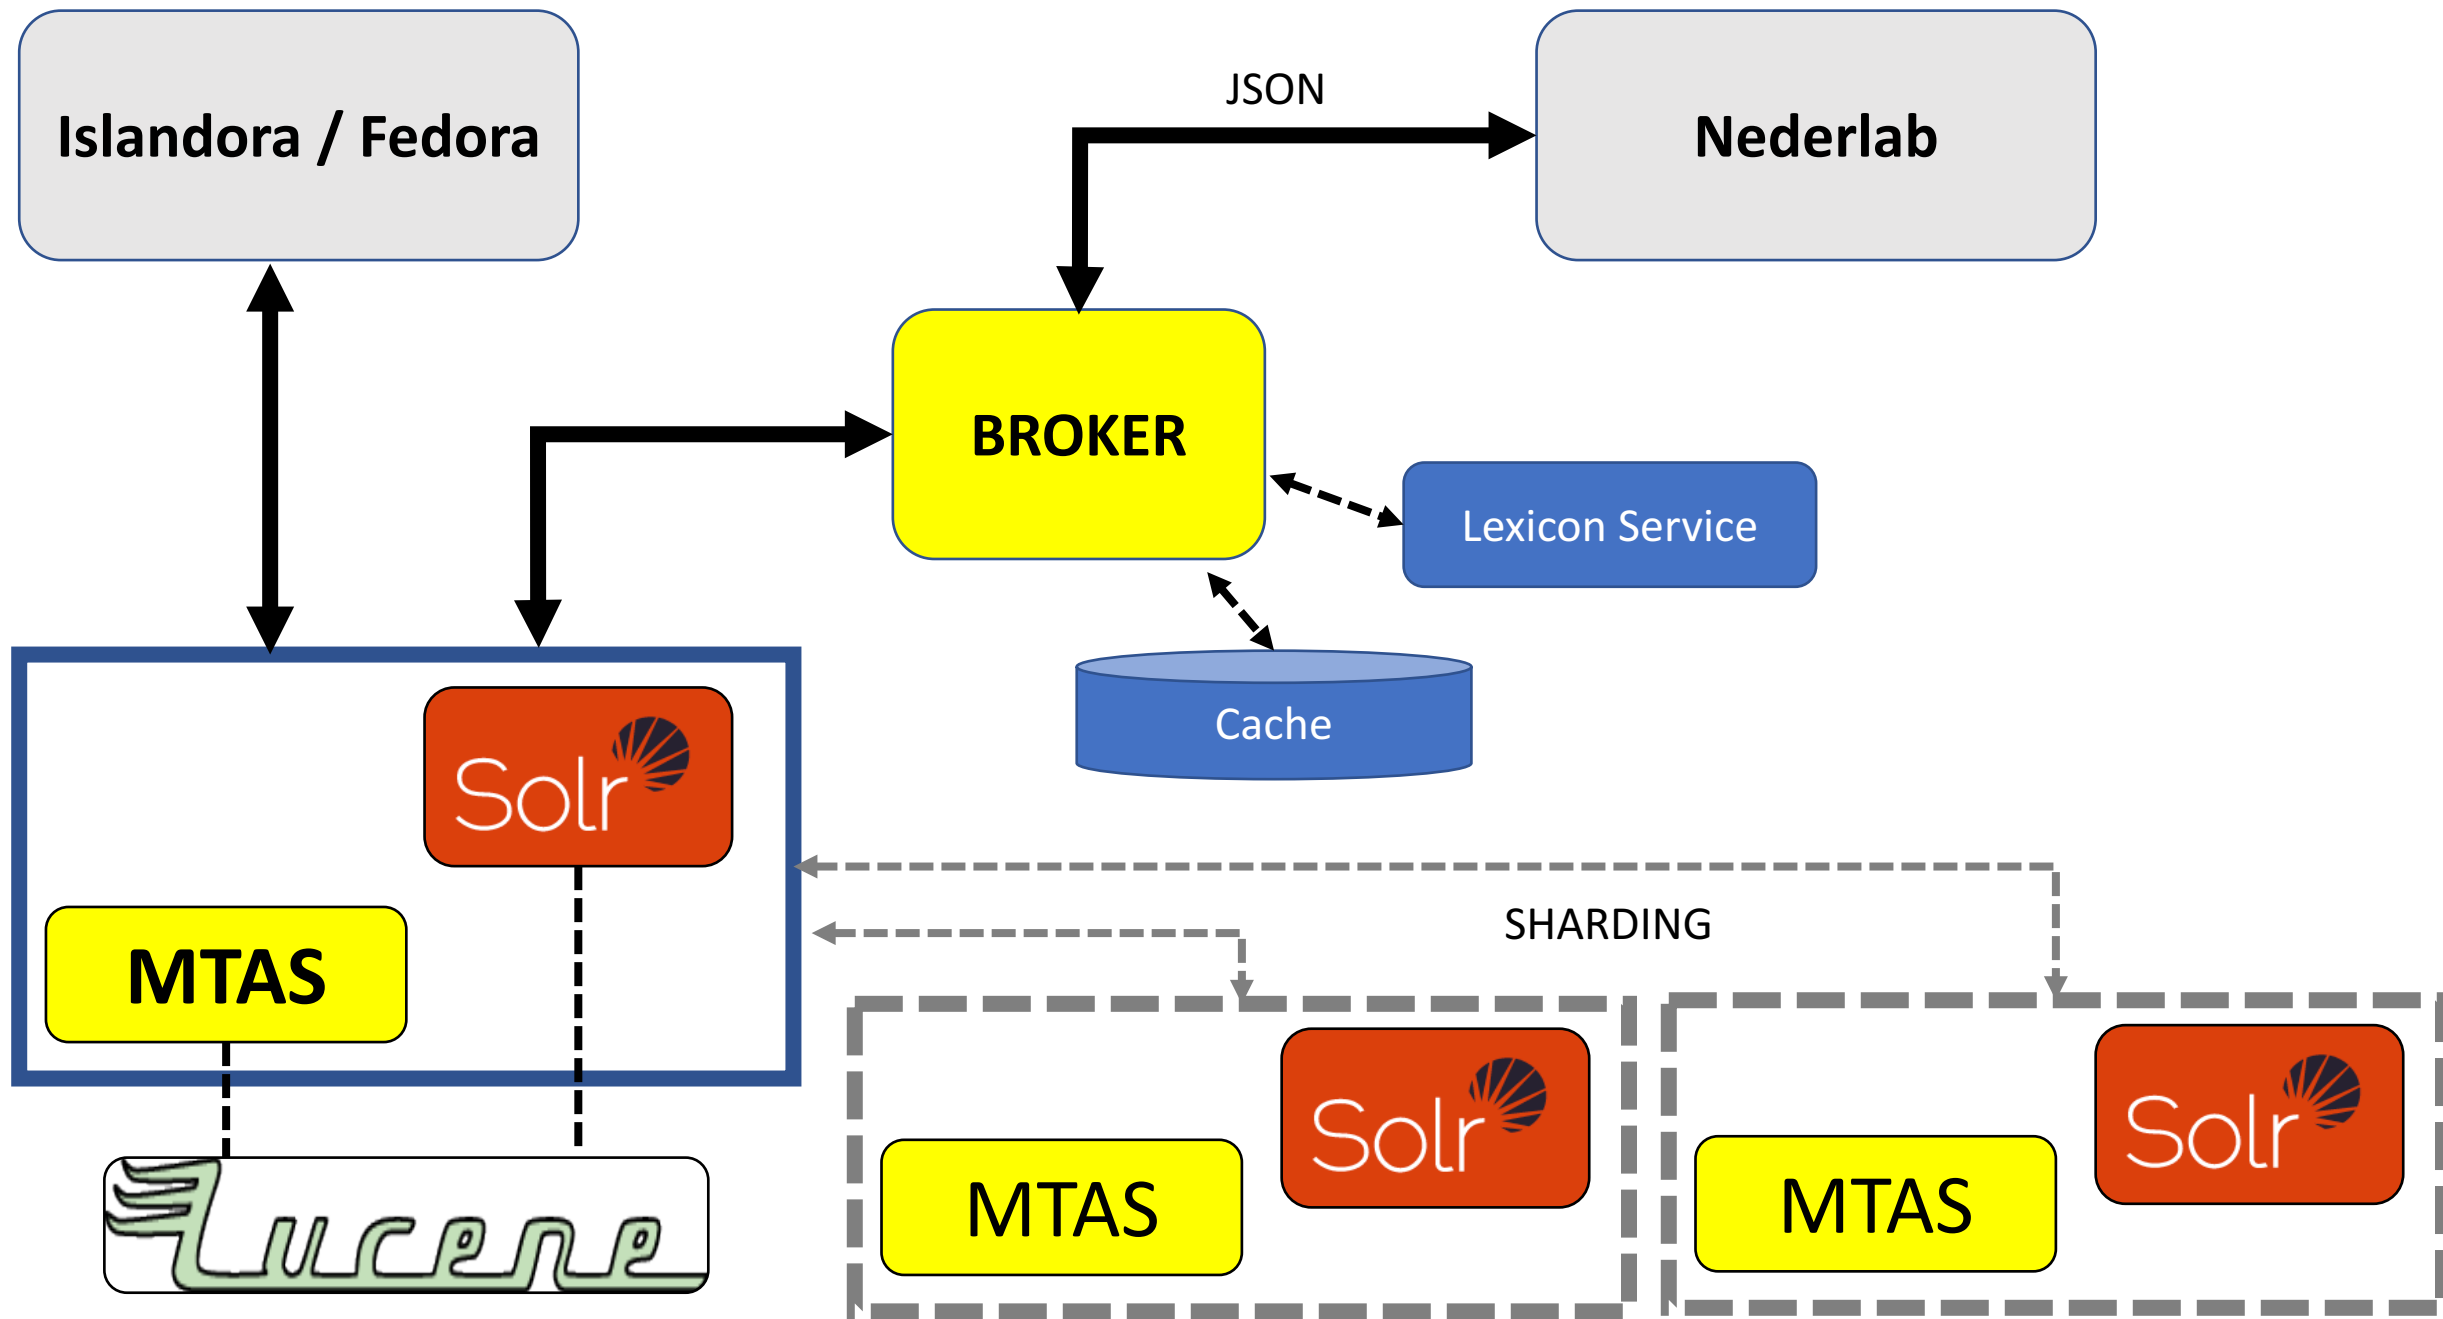 Islandora / Fedora
JSON
Nederlab
BROKER
Lexicon Service
Cache
Solr
MTAS
SHARDING
Lucene
Solr
MTAS
Solr
MTAS